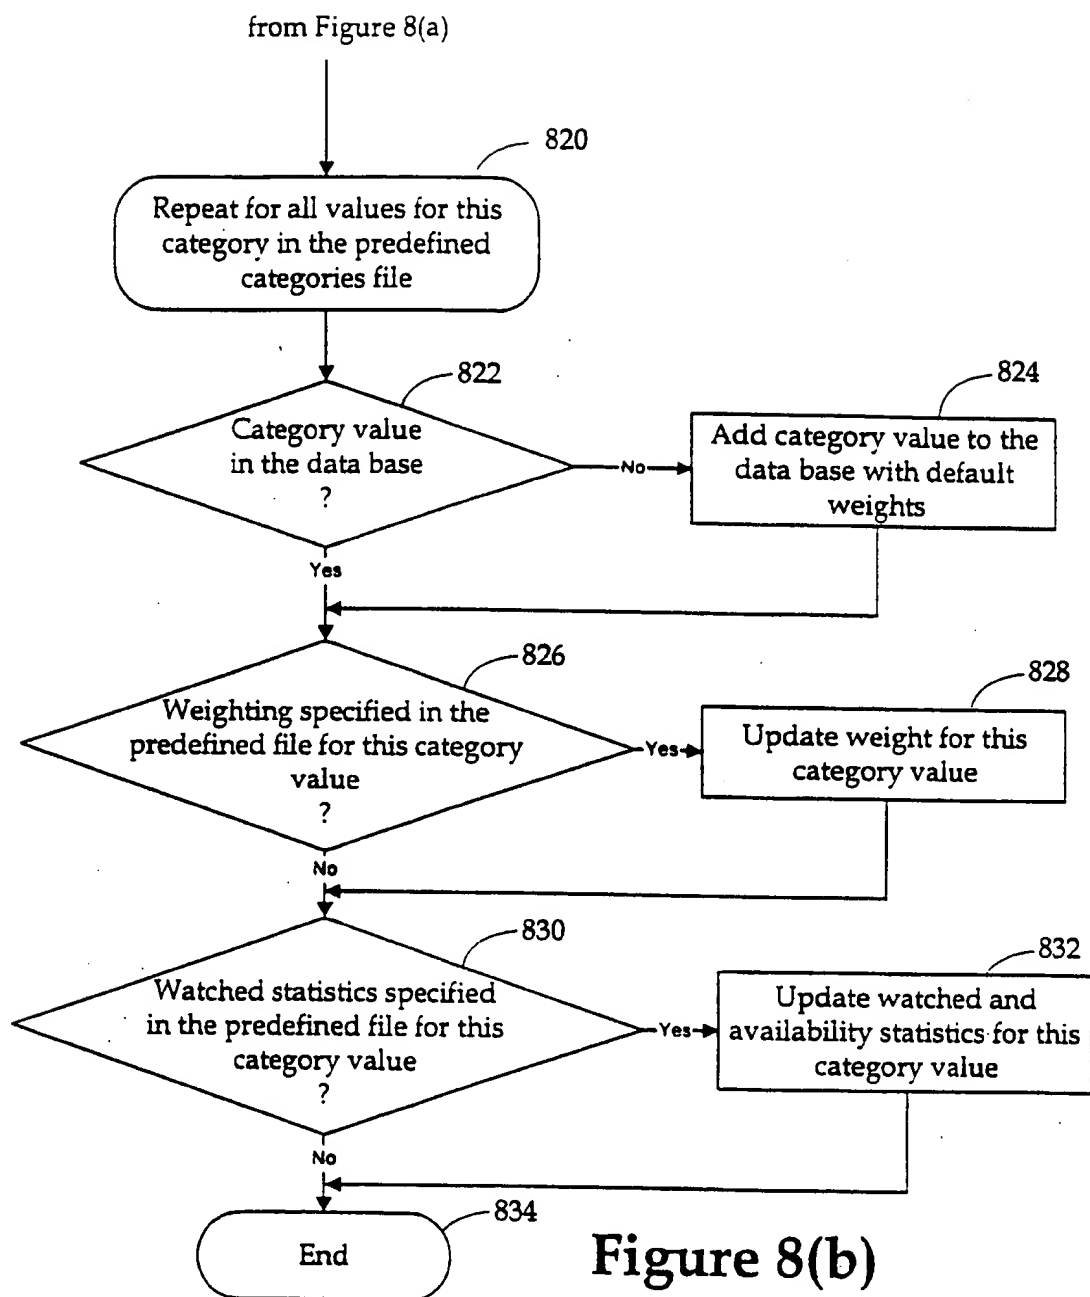 from Figure 8(a)
820
Repeat for all values for this
category in the predefined
categories file
822
Category value
in the data base
?
No
824
Add category value to the
data base with default
weights
Yes
826
Weighting specified in the
predefined file for this category
value
?
Yes
828
Update weight for this
category value
No
830
Watched statistics specified
in the predefined file for this
category value
?
Yes
832
Update watched and
availability statistics for this
category value
No
834
End
Figure 8(b)